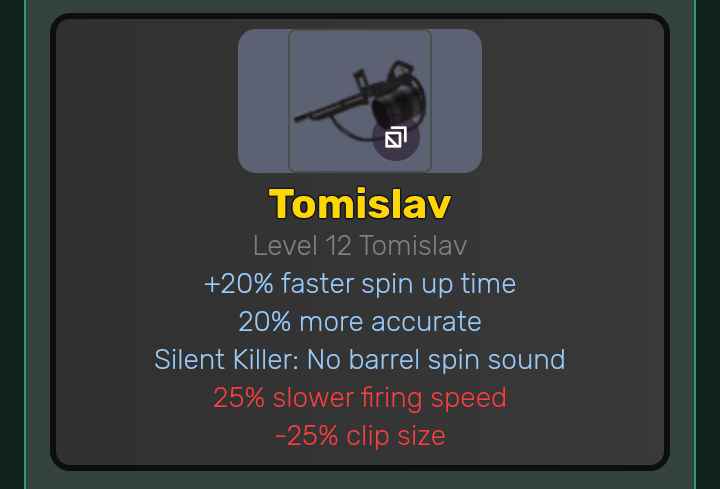 Tomislav
Level 12 Tomislav
+20% faster spin up time
20% more accurate
Silent Killer: No barrel spin sound
25% slower firing speed
-25% clip size